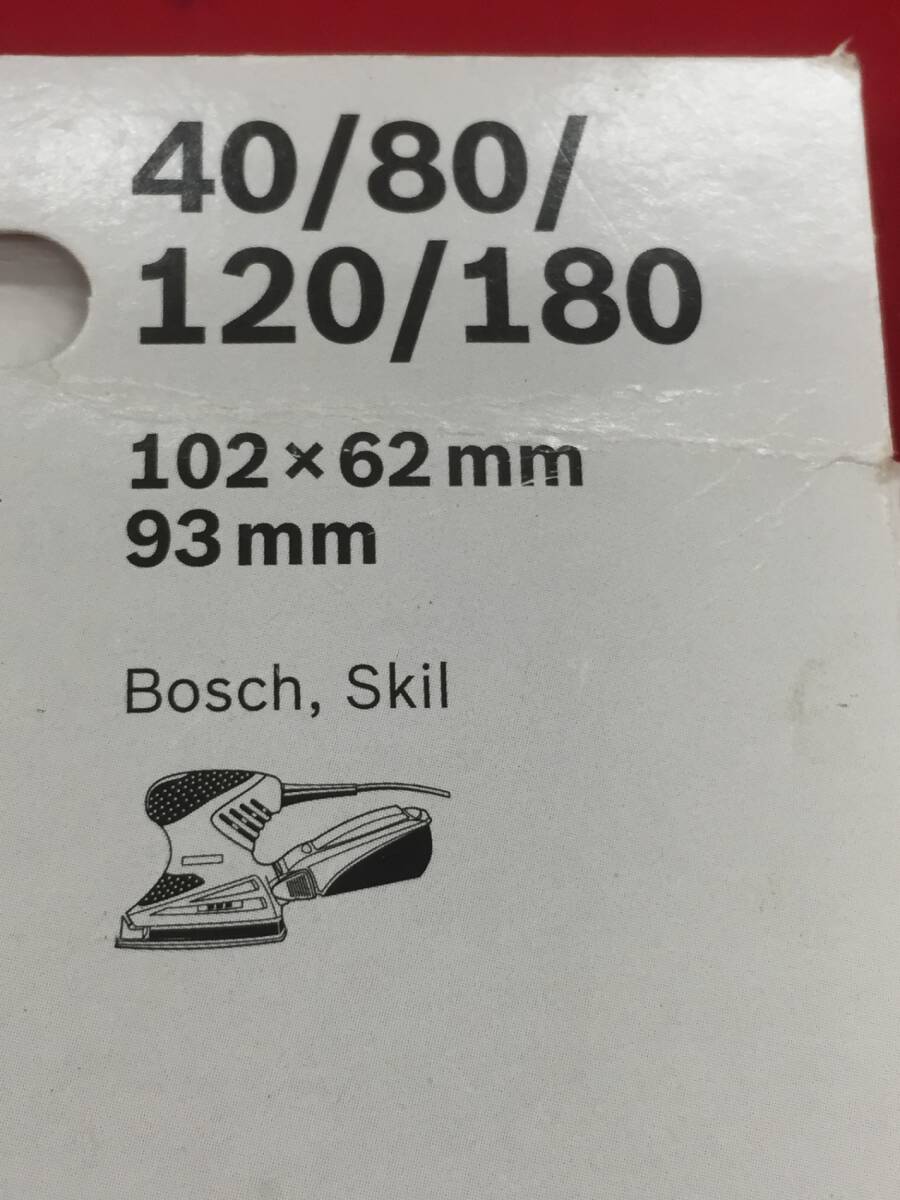 40/80/
120/180
102 × 62 mm
93 mm
Bosch, Skil